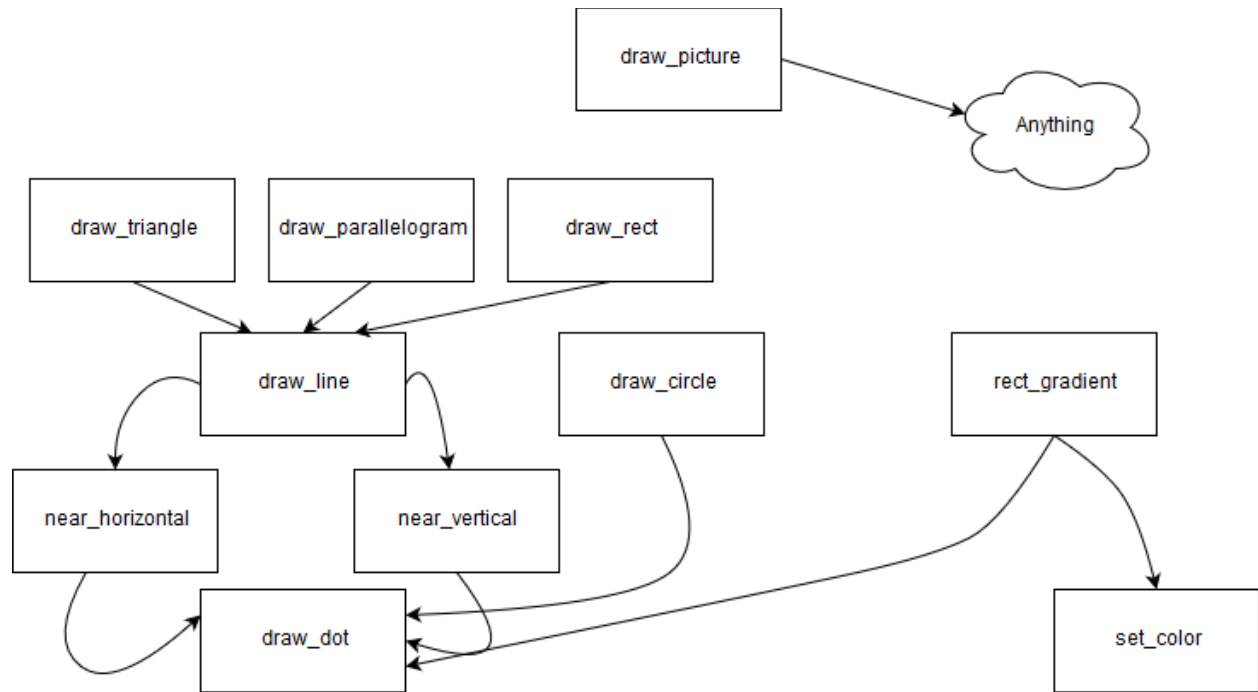 draw_picture
Anything
draw_triangle
draw_parallelogram
draw_rect
draw_line
draw_circle
rect_gradient
near_horizontal
near_vertical
draw_dot
set_color